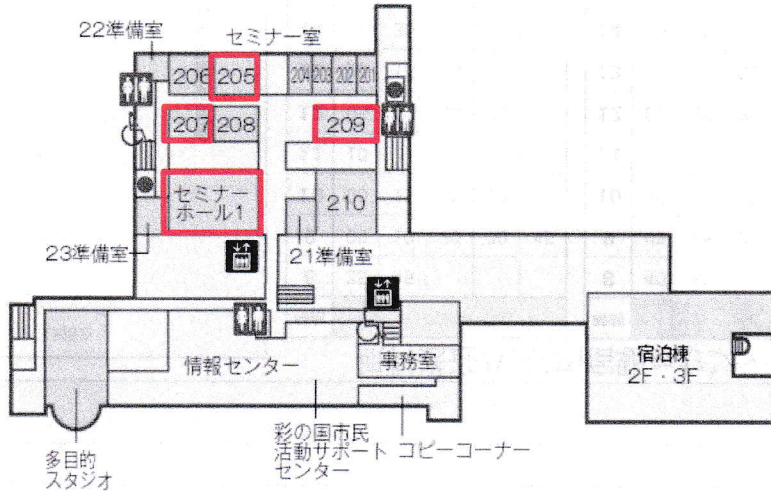 22準備室
セミナー室
206
205
204
203
202
201
207
208
209
セミナー
ホール1
210
23準備室
21準備室
情報センター
事務室
宿泊棟
2F・3F
多目的
スタジオ
彩の国市民
活動サポート
センター
コピーコーナー